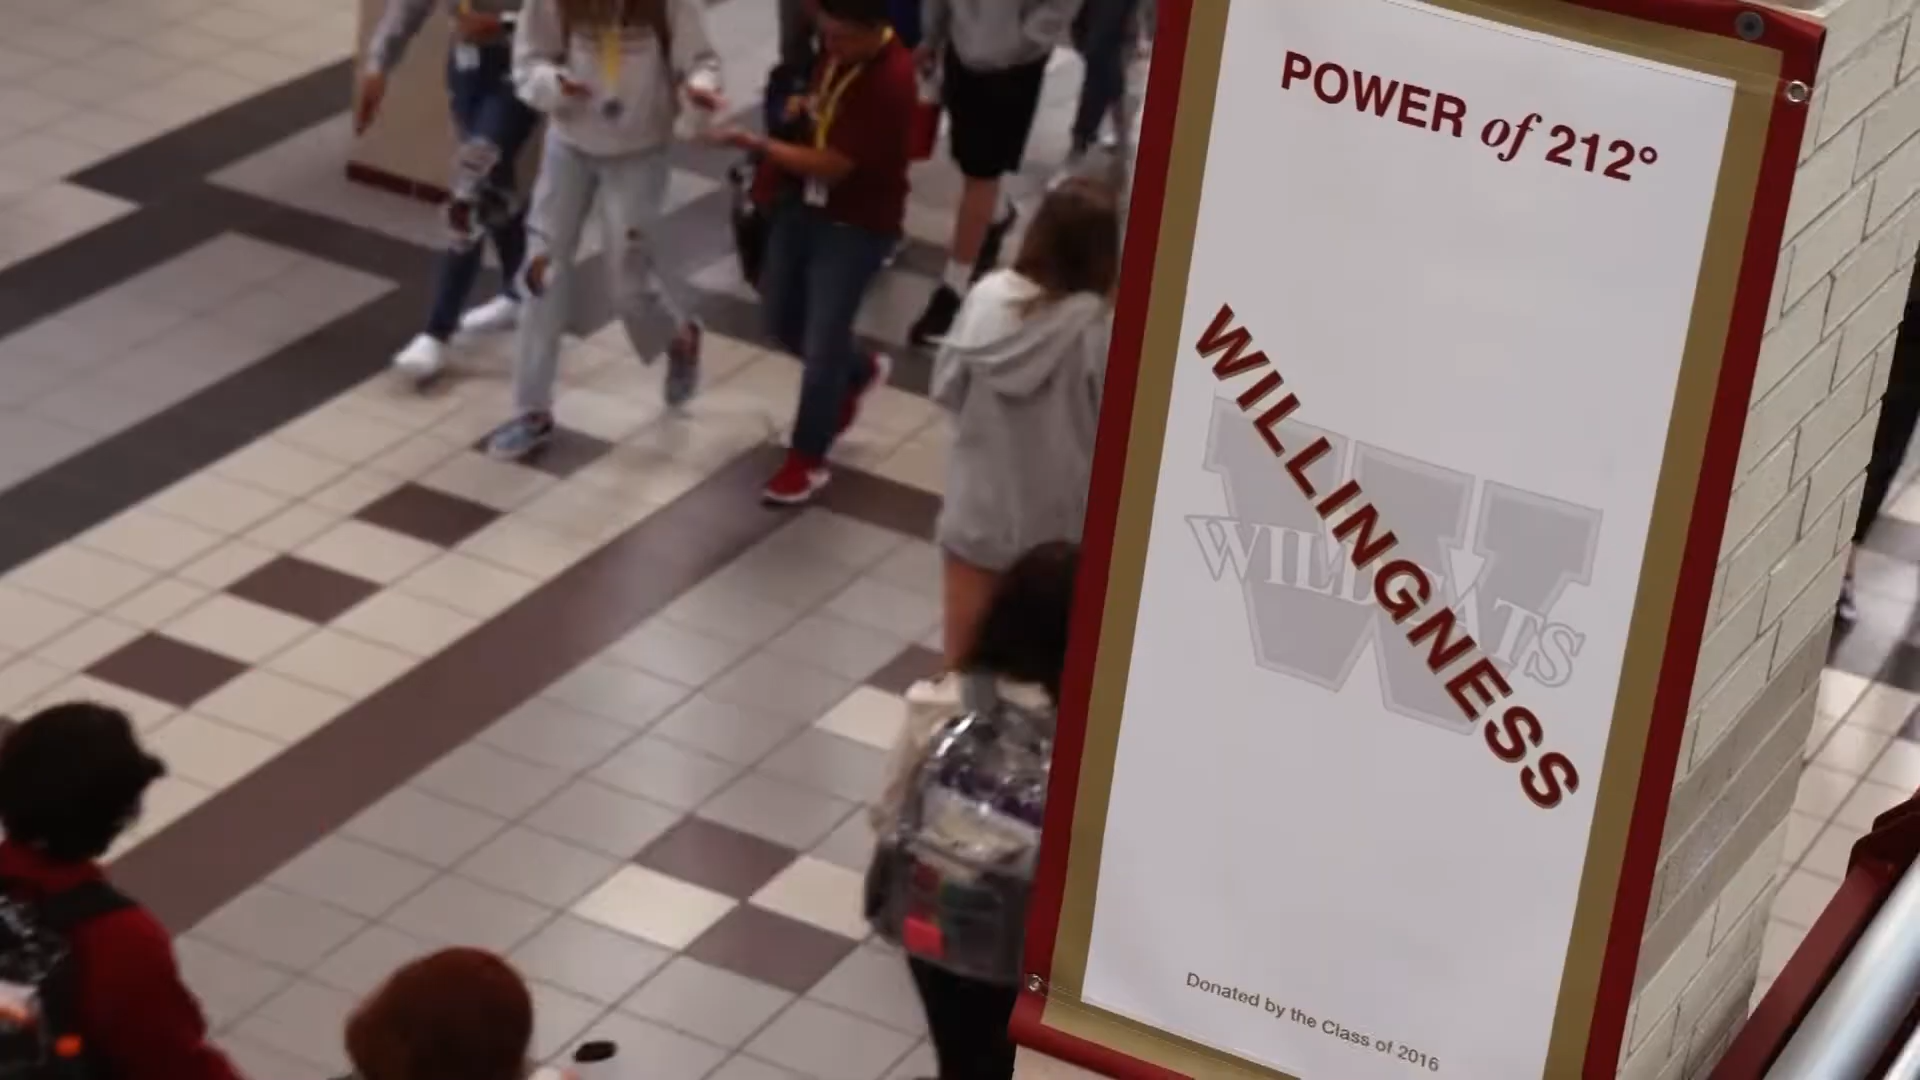 POWER of 212°
WILLINGNESS
WILDCATS
Donated by the Class of 2016